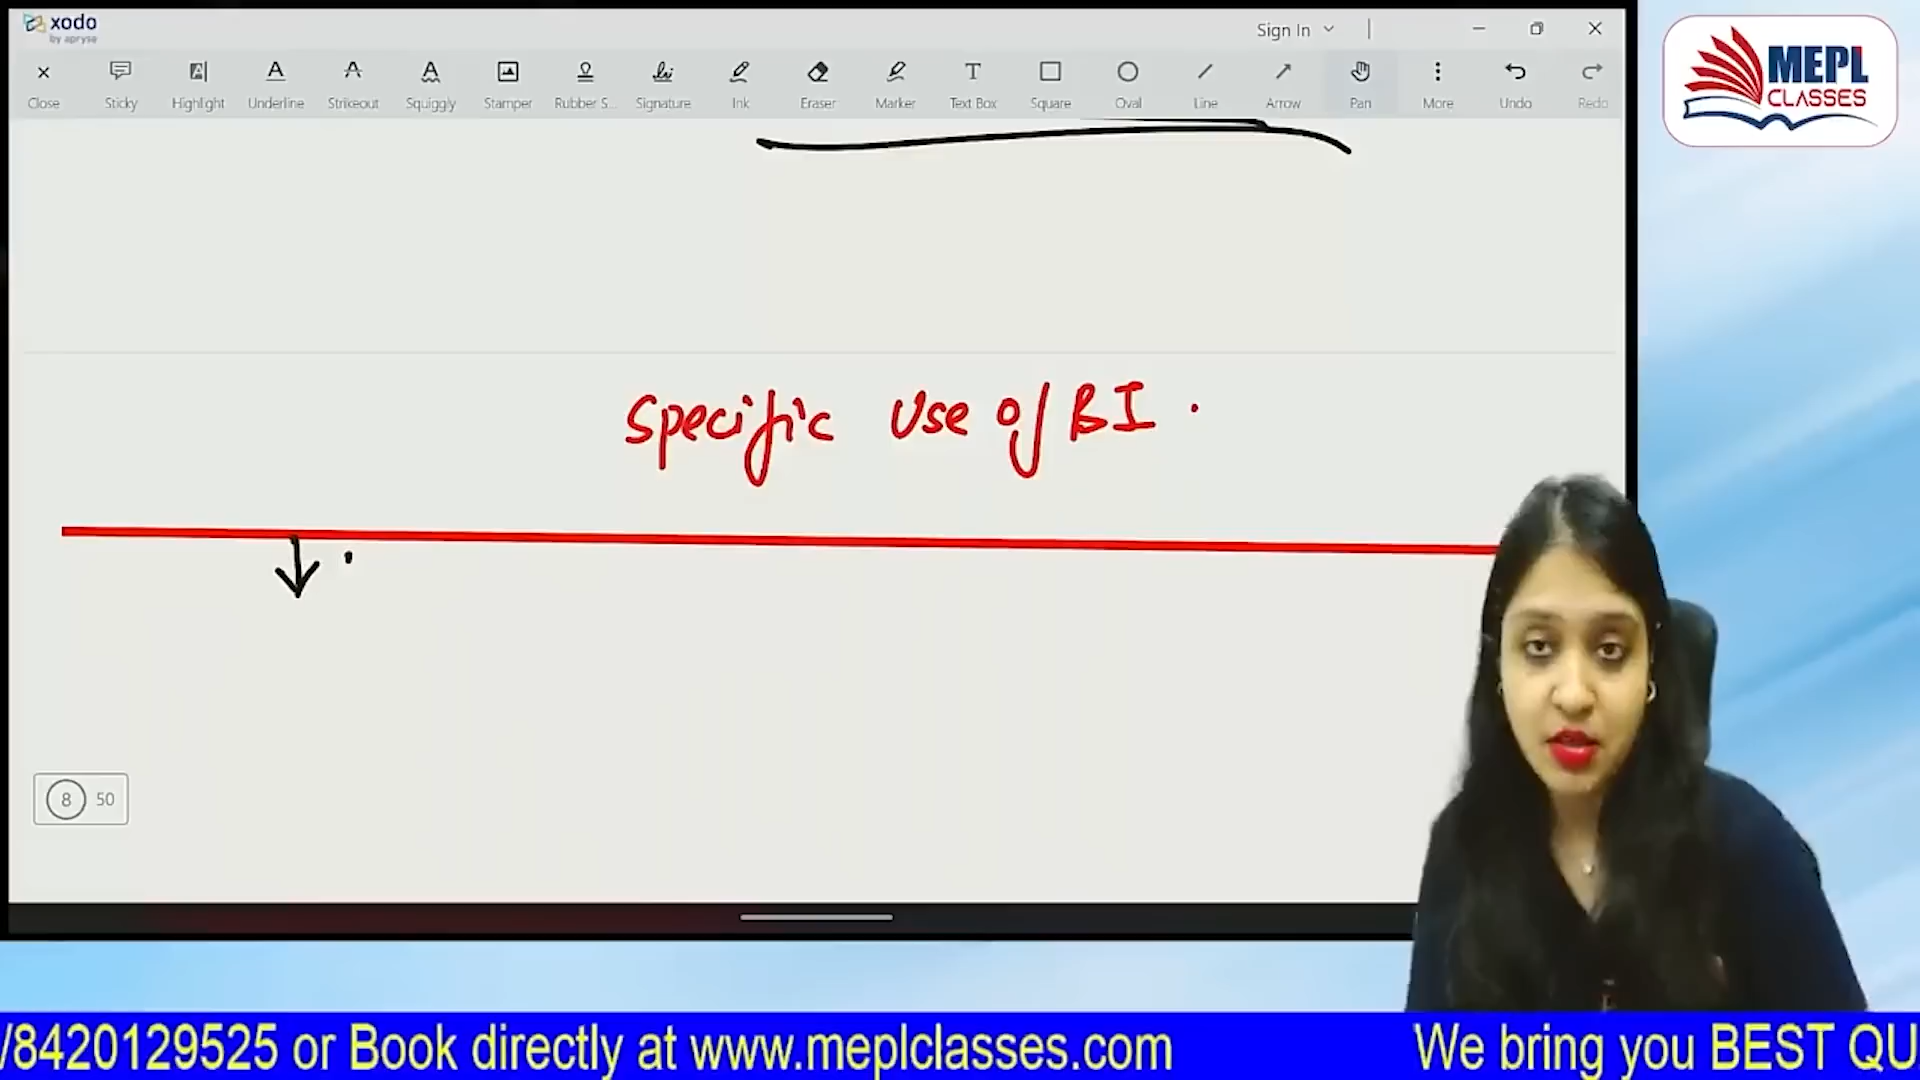 xodo
by apryse
Sign In
Close Sticky Highlight Underline Strikeout Squiggly Stamper Rubber S... Signature Ink Eraser Marker Text Box Square Oval Line Arrow Pan More Undo Redo
MEPL
CLASSES
Specific Use of BI .
8 50
/8420129525 or Book directly at www.meplclasses.com We bring you BEST QU